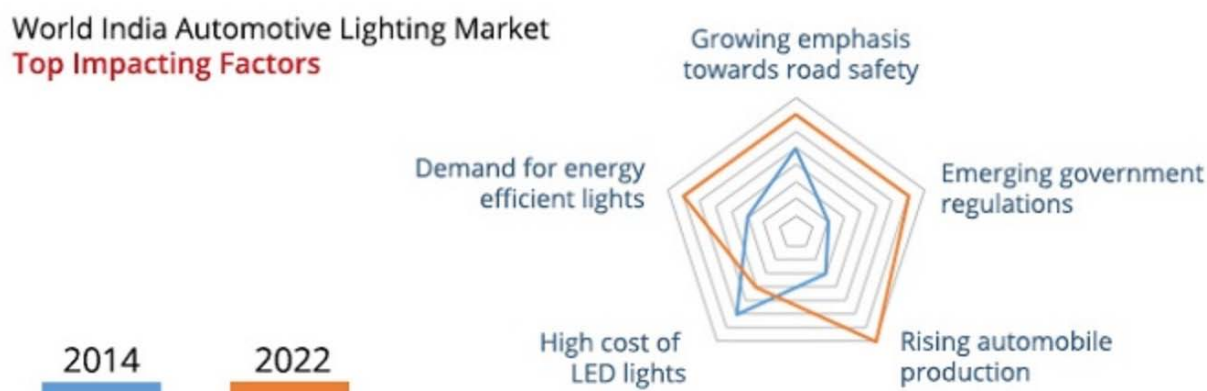 World India Automotive Lighting Market
Top Impacting Factors
Growing emphasis
towards road safety
Demand for energy
efficient lights
Emerging government
regulations
High cost of
LED lights
Rising automobile
production
2014
2022